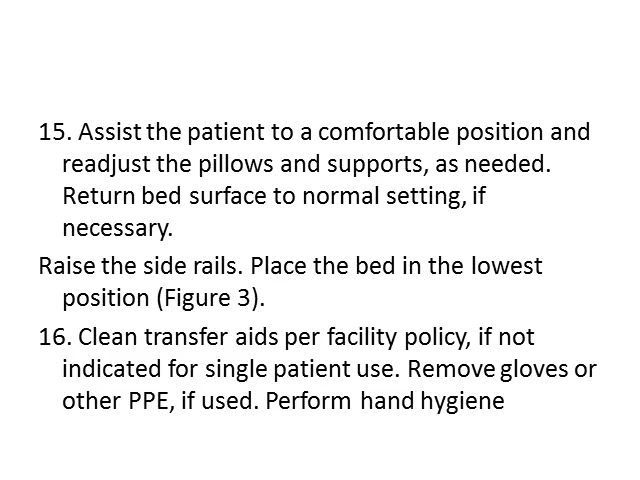 15. Assist the patient to a comfortable position and
readjust the pillows and supports, as needed.
Return bed surface to normal setting, if
necessary.
Raise the side rails. Place the bed in the lowest
position (Figure 3).
16. Clean transfer aids per facility policy, if not
indicated for single patient use. Remove gloves or
other PPE, if used. Perform hand hygiene